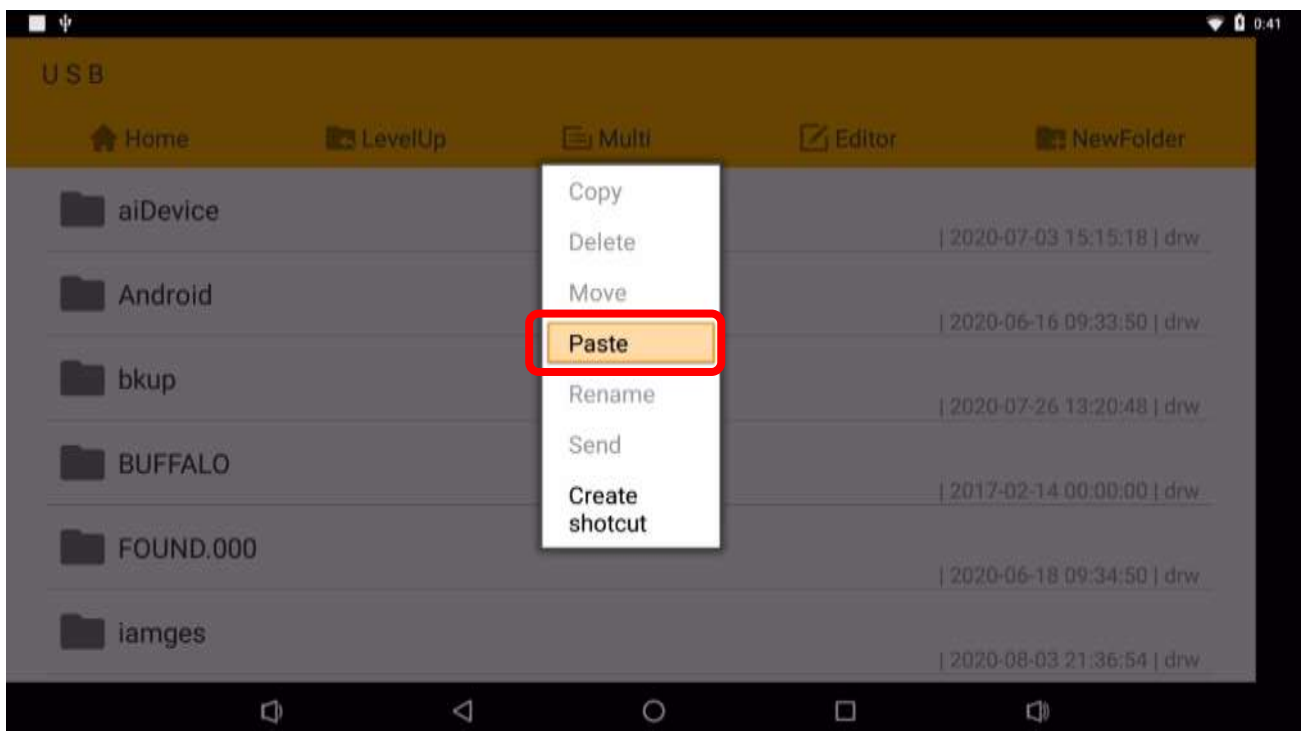 0:41
U S B
Home LevelUp Multi Editor NewFolder
Copy
aiDevice
Delete
| 2020-07-03 15:15:18 | drw
Move
Android
| 2020-06-16 09:33:50 | drw
Paste
bkup
Rename
| 2020-07-26 13:20:48 | drw
Send
BUFFALO
| 2017-02-14 00:00:00 | drw
Create
shotcut
FOUND.000
| 2020-06-18 09:34:50 | drw
iamges
| 2020-08-03 21:36:54 | drw